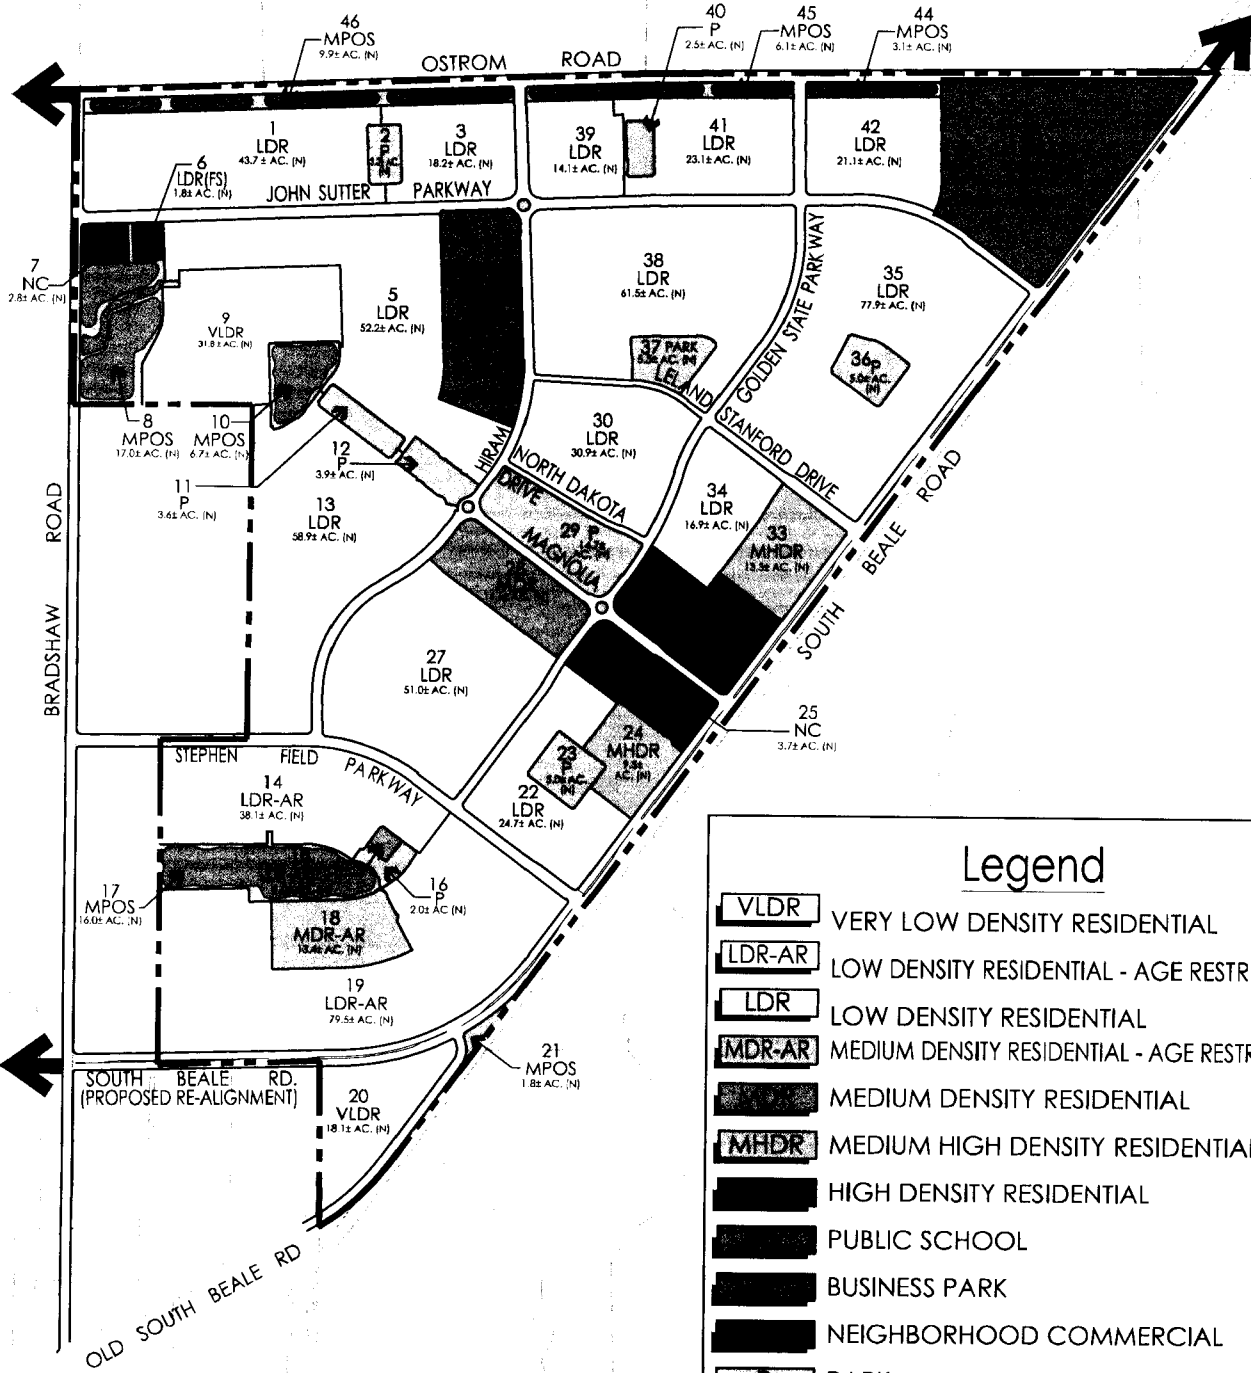 46
MPOS
9.9± AC. (N)
40
P
2.5± AC. (N)
45
MPOS
6.1± AC. (N)
44
MPOS
3.1± AC. (N)
OSTROM ROAD
1
LDR
43.7± AC. (N)
2
P
3
LDR
18.2± AC. (N)
39
LDR
14.1± AC. (N)
41
LDR
23.1± AC. (N)
42
LDR
21.1± AC. (N)
6
LDR(FS)
1.8± AC. (N)
JOHN SUTTER PARKWAY
7
NC
2.8± AC. (N)
5
LDR
52.2± AC. (N)
9
VLDR
31.8± AC. (N)
38
LDR
61.5± AC. (N)
GOLDEN STATE PARKWAY
35
LDR
77.9± AC. (N)
37 PARK
36P
5.0± AC.
(N)
LELAND STANFORD DRIVE
8
MPOS
17.0± AC. (N)
10
MPOS
6.7± AC. (N)
11
P
3.6± AC. (N)
12
P
3.9± AC. (N)
13
LDR
58.9± AC. (N)
HIRAM
30
LDR
30.9± AC. (N)
NORTH DAKOTA
DRIVE
29 P
MAGNOLIA
34
LDR
16.9± AC. (N)
33
MHDR
BRADSHAW ROAD
SOUTH BEALE ROAD
27
LDR
51.0± AC. (N)
25
NC
3.7± AC. (N)
24
MHDR
AC. (N)
23
P
5.0± AC.
(N)
22
LDR
24.7± AC. (N)
STEPHEN FIELD PARKWAY
14
LDR-AR
38.1± AC. (N)
17
MPOS
16.0± AC. (N)
16
P
2.0± AC (N)
18
MDR-AR
13.4± AC. (N)
19
LDR-AR
79.5± AC. (N)
21
MPOS
1.8± AC. (N)
SOUTH BEALE RD.
(PROPOSED RE-ALIGNMENT)
20
VLDR
18.1± AC. (N)
OLD SOUTH BEALE RD
Legend
VLDR VERY LOW DENSITY RESIDENTIAL
LDR-AR LOW DENSITY RESIDENTIAL - AGE RESTR
LDR LOW DENSITY RESIDENTIAL
MDR-AR MEDIUM DENSITY RESIDENTIAL - AGE RESTR
MEDIUM DENSITY RESIDENTIAL
MHDR MEDIUM HIGH DENSITY RESIDENTIAL
HIGH DENSITY RESIDENTIAL
PUBLIC SCHOOL
BUSINESS PARK
NEIGHBORHOOD COMMERCIAL
P PARK